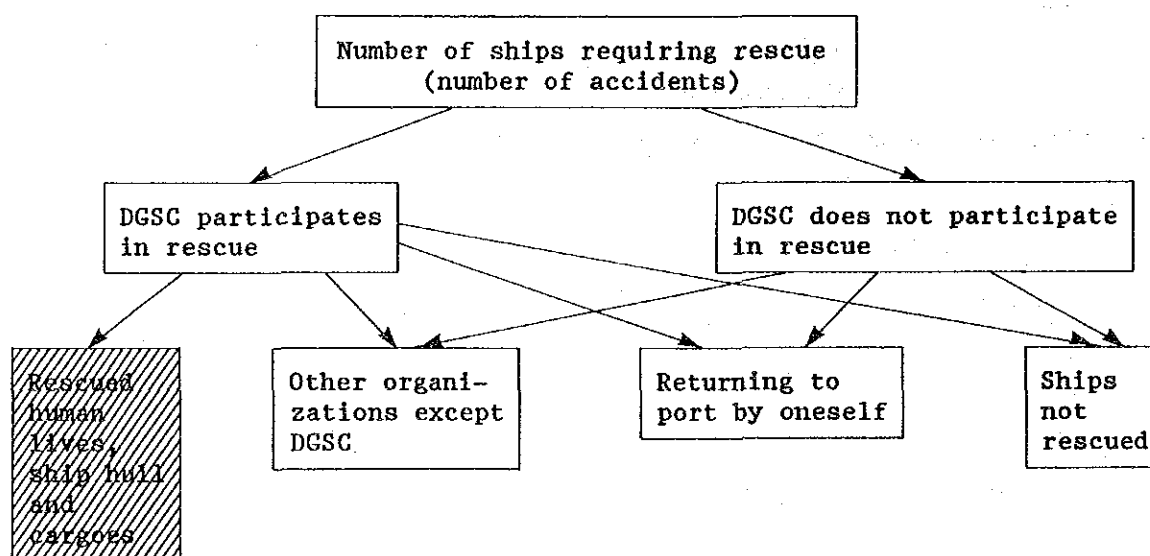 Number of ships requiring rescue
(number of accidents)
DGSC participates
in rescue
DGSC does not participate
in rescue
Rescued
human
lives,
ship hull
and
cargoes
Other organi-
zations except
DGSC
Returning to
port by oneself
Ships
not
rescued